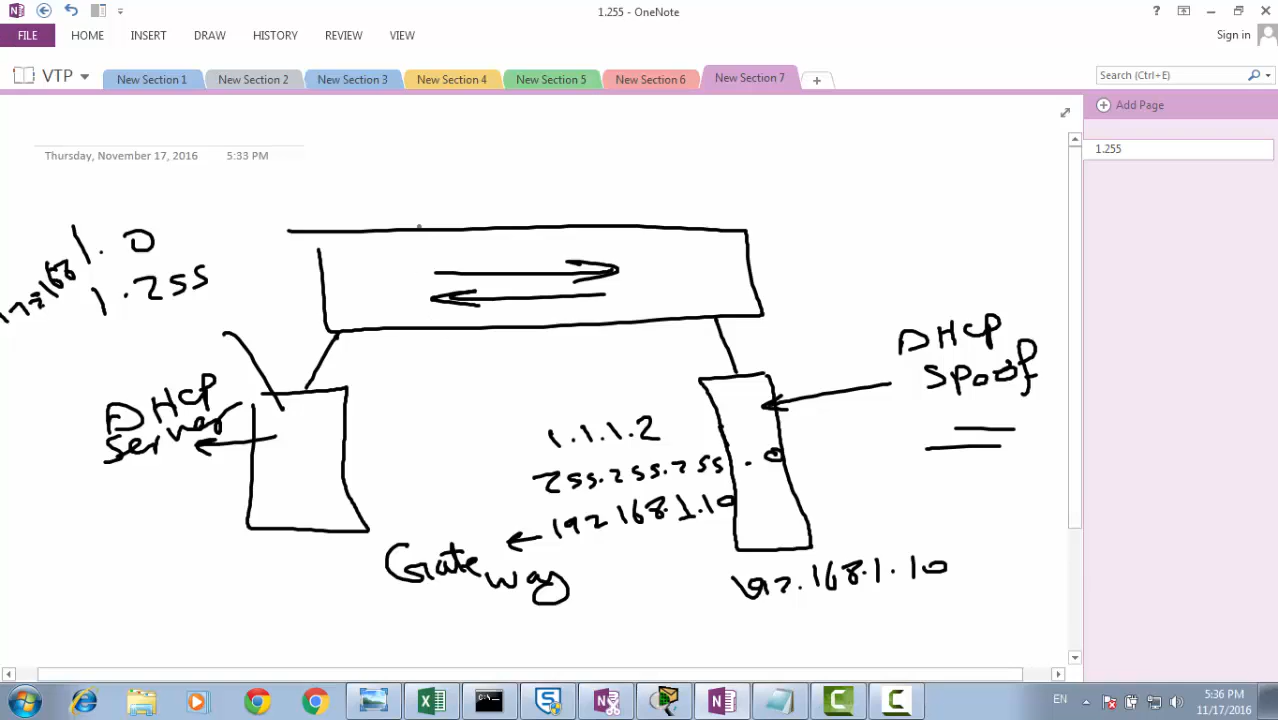 1.255 - OneNote
?
Sign in
FILE HOME INSERT DRAW HISTORY REVIEW VIEW
VTP
New Section 1 New Section 2 New Section 3 New Section 4 New Section 5 New Section 6 New Section 7 +
Search (Ctrl+E)
Add Page
1.255
Thursday, November 17, 2016 5:33 PM
1.0
1.255
DHCP
Server
DHCP
Spoof
1.1.1.2
255.255.255.0
192.168.1.10
Gate way
192.168.1.10
EN
5:36 PM
11/17/2016